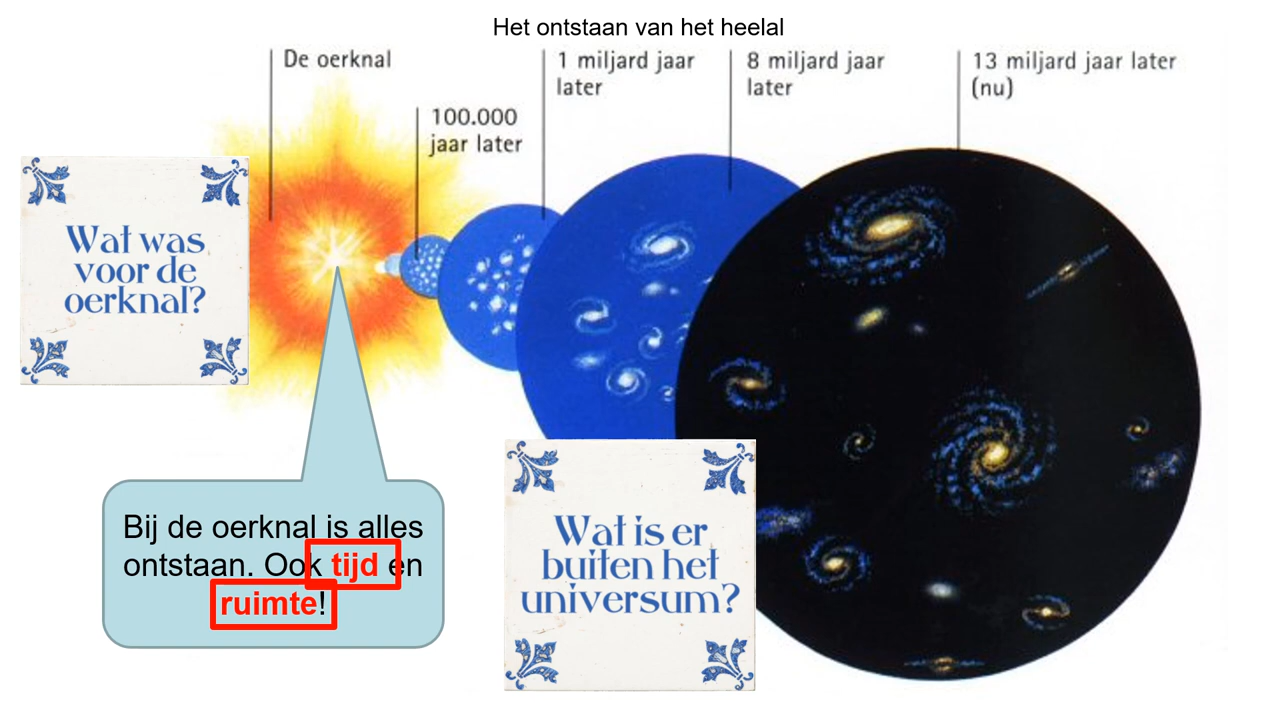 Het ontstaan van het heelal
De oerknal
100.000
jaar later
1 miljard jaar
later
8 miljard jaar
later
13 miljard jaar later
(nu)
Wat was
voor de
oerknal?
Bij de oerknal is alles
ontstaan. Ook tijd en
ruimte!
Wat is er
buiten het
universum?